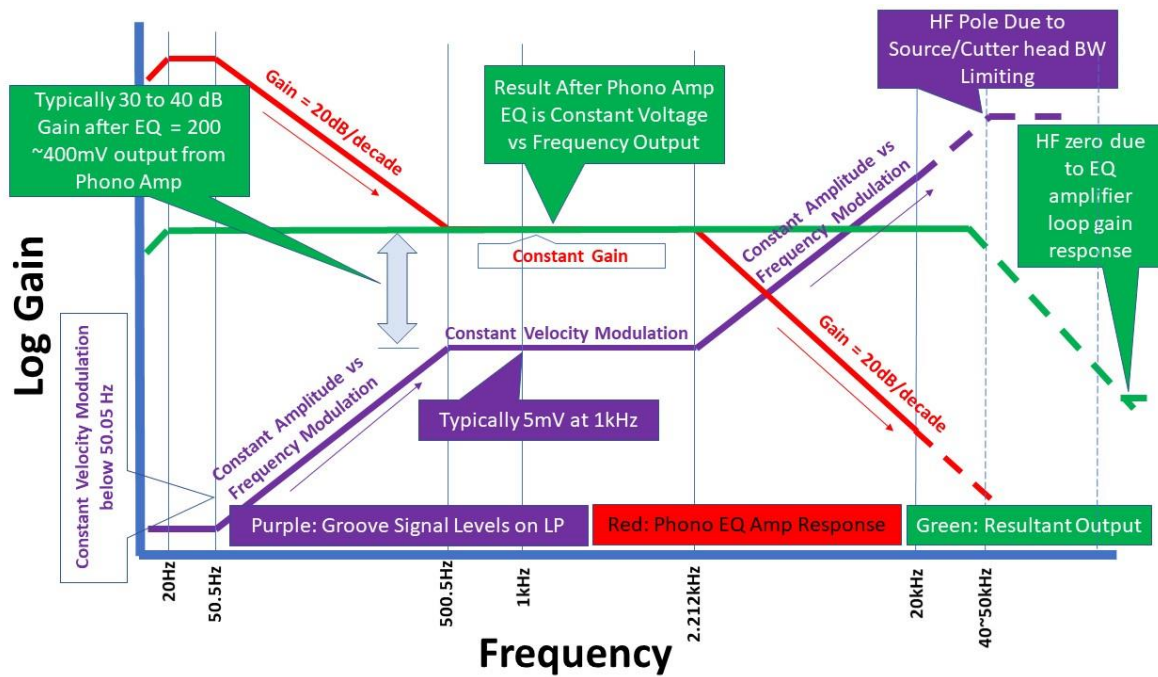 HF Pole Due to
Source/Cutter head BW
Limiting
Typically 30 to 40 dB
Gain after EQ = 200
~400mV output from
Phono Amp
Gain = 20dB/decade
Result After Phono Amp
EQ is Constant Voltage
vs Frequency Output
HF zero due
to EQ
amplifier
loop gain
response
Constant Amplitude vs
Frequency Modulation
Constant Gain
Log Gain
Constant Velocity Modulation
below 50.05 Hz
Constant Amplitude vs
Frequency Modulation
Constant Velocity Modulation
Typically 5mV at 1kHz
Gain = 20dB/decade
Purple: Groove Signal Levels on LP
Red: Phono EQ Amp Response
Green: Resultant Output
20Hz
50.5Hz
500.5Hz
1kHz
2.212kHz
20kHz
40~50kHz
Frequency